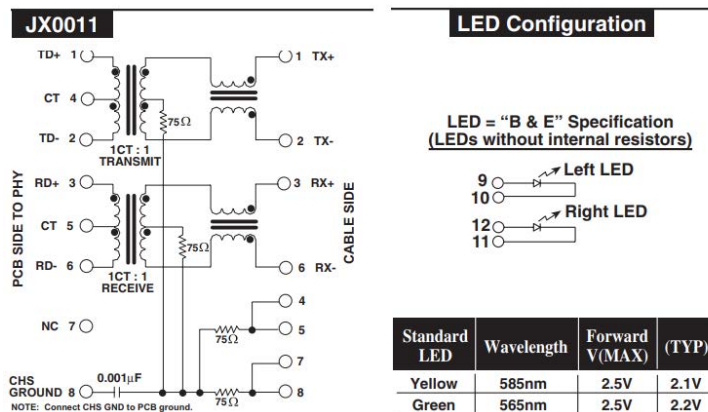 JX0011
TD+ 1
1 TX+
CT 4
75Ω
TD- 2
2 TX-
1CT : 1
TRANSMIT
RD+ 3
3 RX+
CT 5
75Ω
RD- 6
6 RX-
1CT : 1
RECEIVE
PCB SIDE TO PHY
CABLE SIDE
4
NC 7
5
75Ω
7
CHS
GROUND 8
0.001µF
75Ω
8
NOTE: Connect CHS GND to PCB ground.
LED Configuration
LED = “B & E” Specification
(LEDs without internal resistors)
Left LED
9
10
Right LED
12
11
Standard LED Wavelength Forward V(MAX) (TYP)
Yellow 585nm 2.5V 2.1V
Green 565nm 2.5V 2.2V